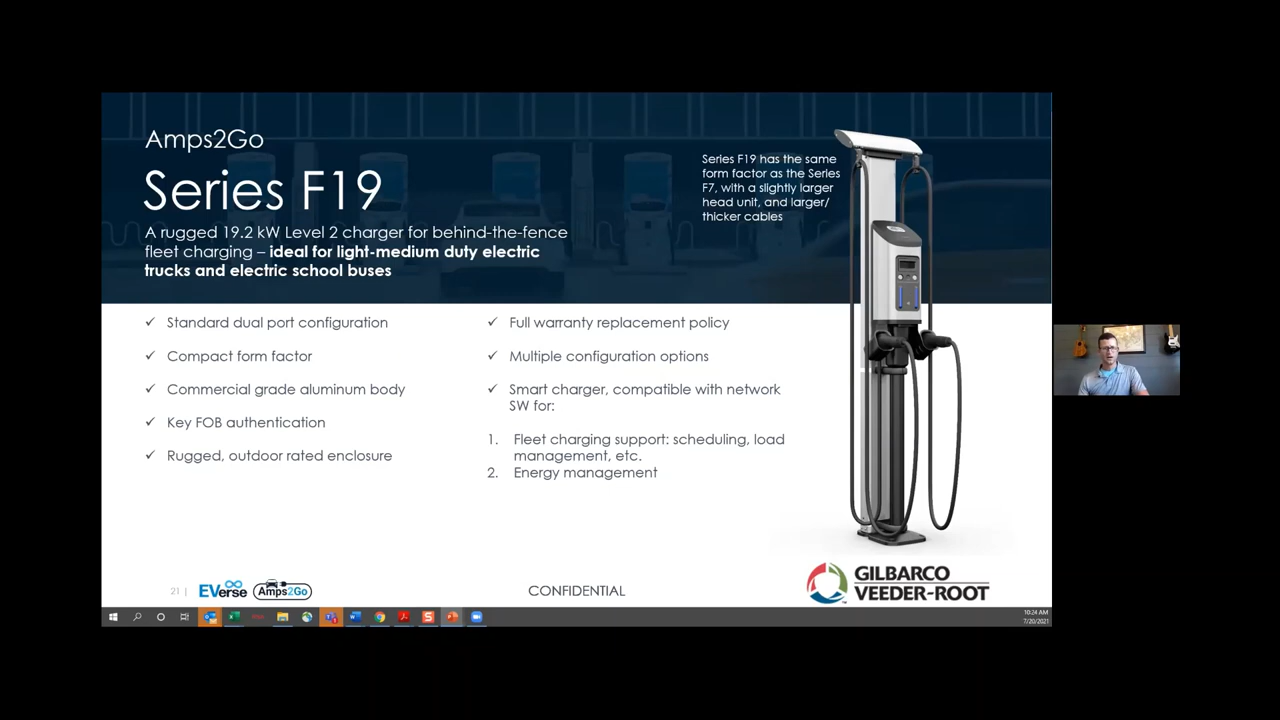 Amps2Go
Series F19
A rugged 19.2 kW Level 2 charger for behind-the-fence
fleet charging – ideal for light-medium duty electric
trucks and electric school buses
Series F19 has the same
form factor as the Series
F7, with a slightly larger
head unit, and larger/
thicker cables
✓ Standard dual port configuration
✓ Compact form factor
✓ Commercial grade aluminum body
✓ Key FOB authentication
✓ Rugged, outdoor rated enclosure
✓ Full warranty replacement policy
✓ Multiple configuration options
✓ Smart charger, compatible with network
SW for:
1. Fleet charging support: scheduling, load
management, etc.
2. Energy management
21 |
EVerse
Amps2Go
CONFIDENTIAL
GILBARCO
VEEDER-ROOT
10:24 AM
7/20/2021